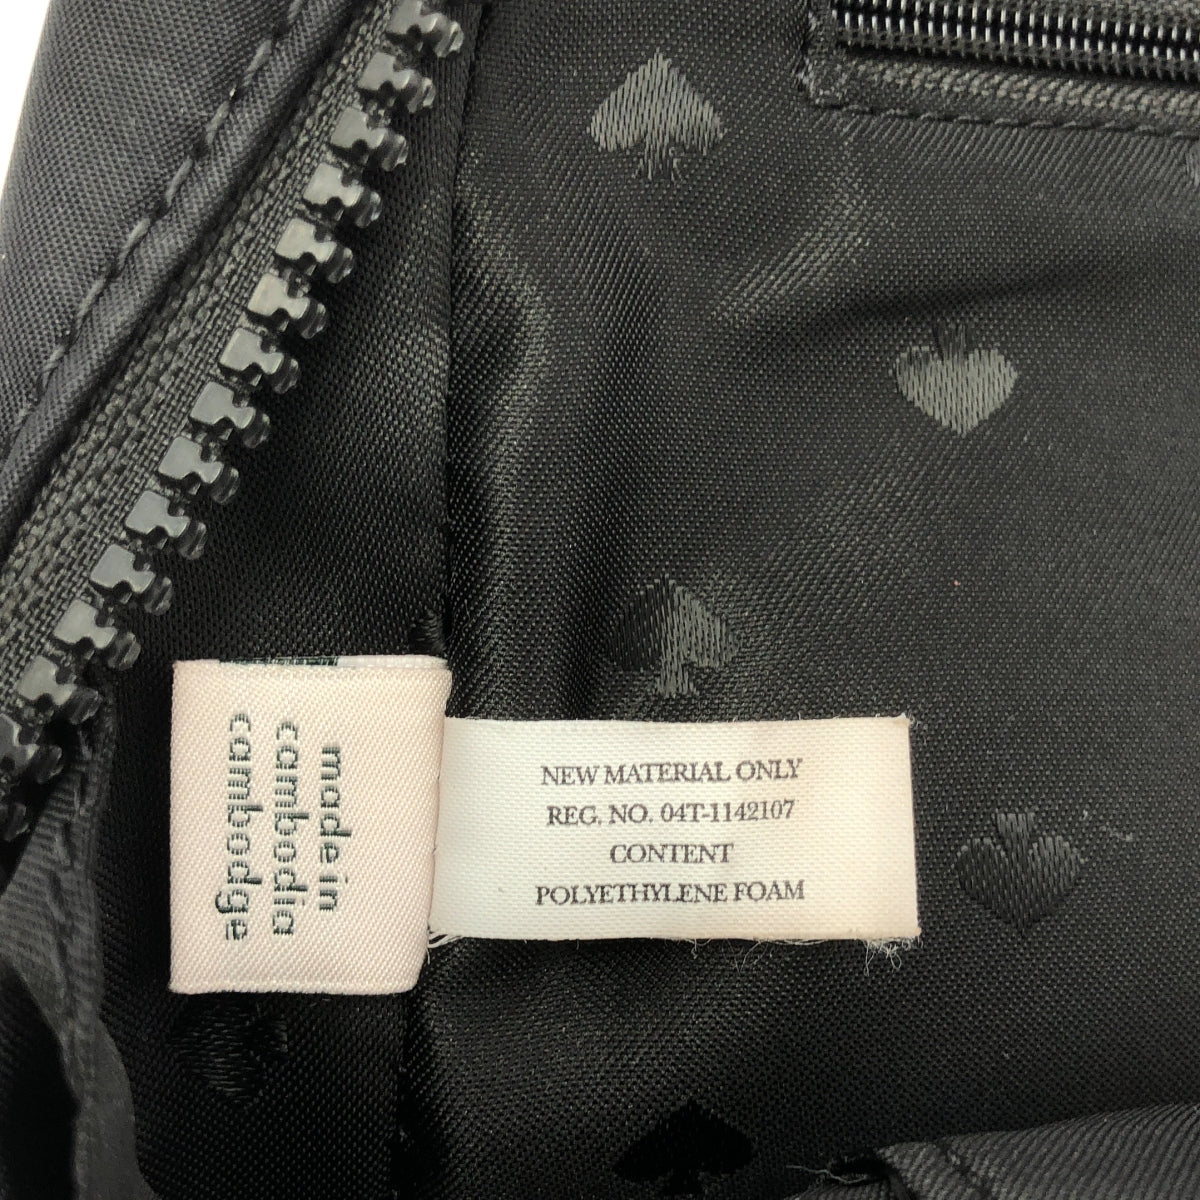 made in
cambodia
cambodge
NEW MATERIAL ONLY
REG. NO. 04T-1142107
CONTENT
POLYETHYLENE FOAM